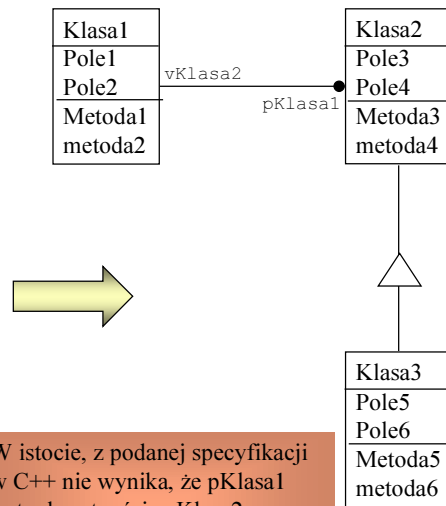 Klasa1
Pole1
Pole2
Metoda1
metoda2
vKlasa2
pKlasa1
Klasa2
Pole3
Pole4
Metoda3
metoda4
Klasa3
Pole5
Pole6
Metoda5
metoda6
W istocie, z podanej specyfikacji
w C++ nie wynika, że pKlasa1